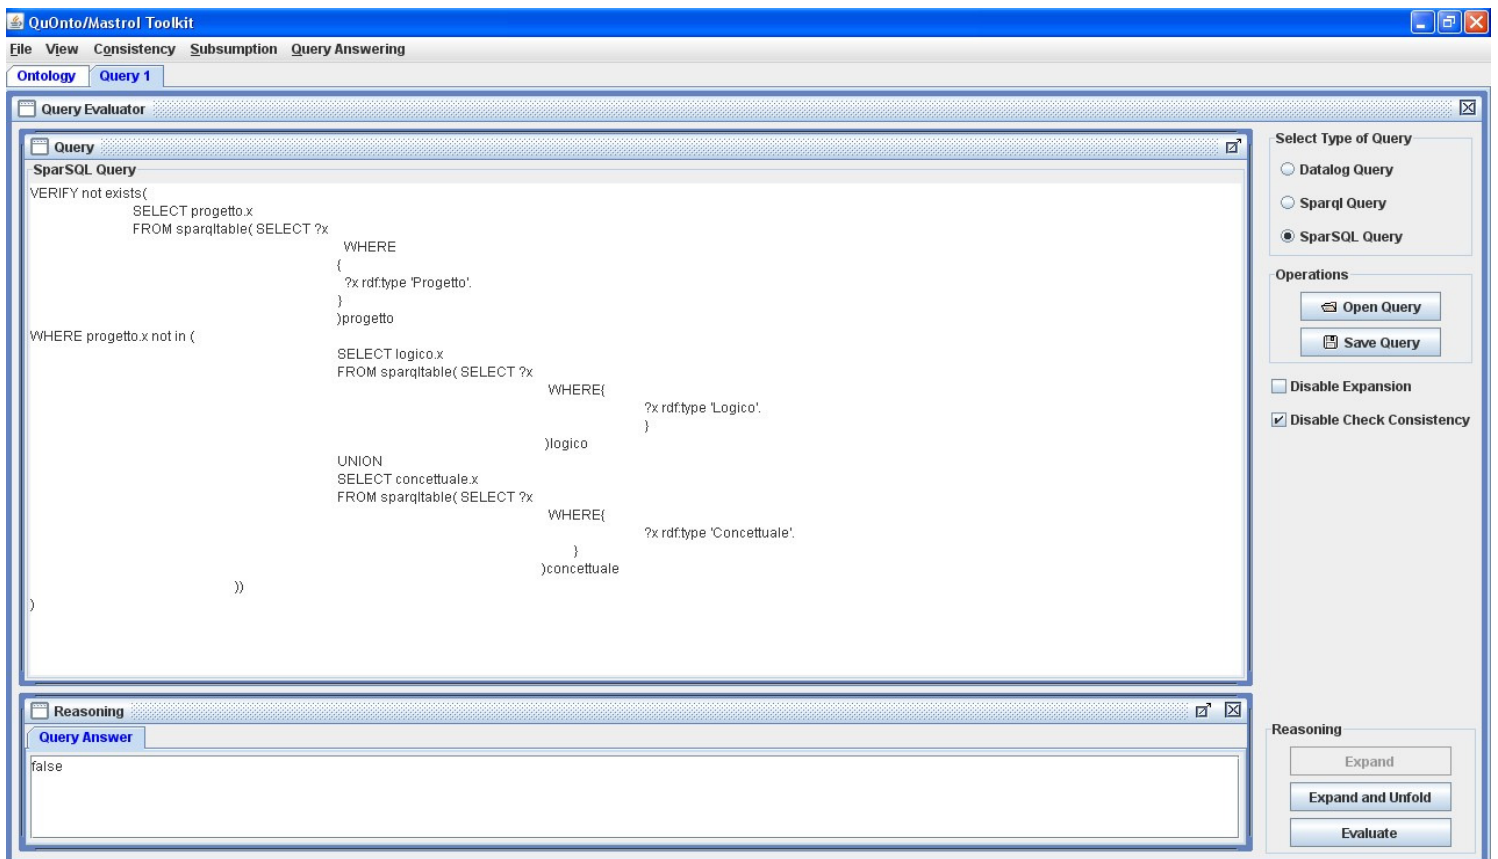 QuOnto/MastroI Toolkit
File View Consistency Subsumption Query Answering
Ontology Query 1
Query Evaluator
Query
SparSQL Query
VERIFY not exists(
SELECT progetto.x
FROM sparqltable( SELECT ?x
WHERE
{
?x rdf:type 'Progetto'.
}
)progetto
WHERE progetto.x not in (
SELECT logico.x
FROM sparqltable( SELECT ?x
WHERE{
?x rdf:type 'Logico'.
}
)logico
UNION
SELECT concettuale.x
FROM sparqltable( SELECT ?x
WHERE{
?x rdf:type 'Concettuale'.
}
)concettuale
))
)
Select Type of Query
Datalog Query
Sparql Query
SparSQL Query
Operations
Open Query
Save Query
Disable Expansion
Disable Check Consistency
Reasoning
Query Answer
false
Reasoning
Expand
Expand and Unfold
Evaluate